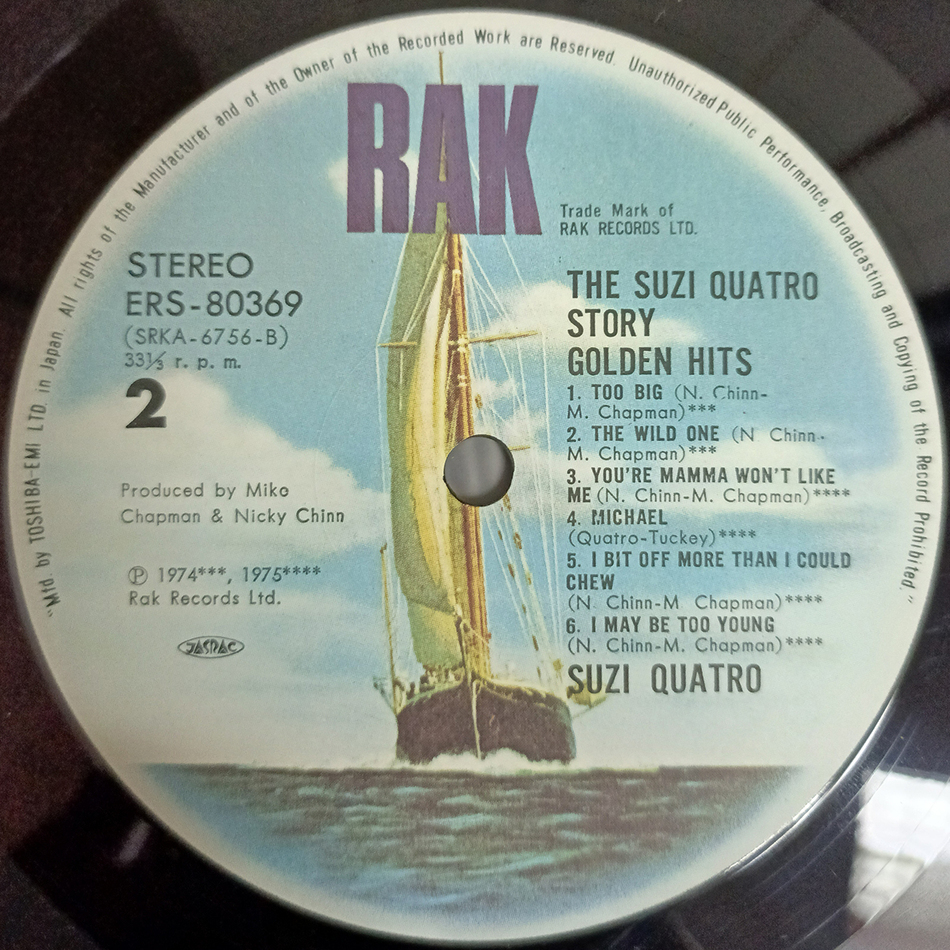 "Mfd. by TOSHIBA-EMI LTD. in Japan. All rights of the Manufacturer and of the Owner of the Recorded Work are Reserved. Unauthorized Public Performance, Broadcasting and Copying of the Record Prohibited."
RAK
Trade Mark of
RAK RECORDS LTD.
STEREO
ERS-80369
(SRKA-6756-B)
33⅓ r. p. m.
2
Produced by Mike
Chapman & Nicky Chinn
Ⓟ 1974***, 1975****
Rak Records Ltd.
JASRAC
THE SUZI QUATRO
STORY
GOLDEN HITS
1. TOO BIG (N. Chinn-
M. Chapman)***
2. THE WILD ONE (N Chinn-
M. Chapman)***
3. YOU'RE MAMMA WON'T LIKE
ME (N. Chinn-M. Chapman)****
4. MICHAEL
(Quatro-Tuckey)****
5. I BIT OFF MORE THAN I COULD
CHEW
(N. Chinn-M. Chapman)****
6. I MAY BE TOO YOUNG
(N. Chinn-M. Chapman)****
SUZI QUATRO